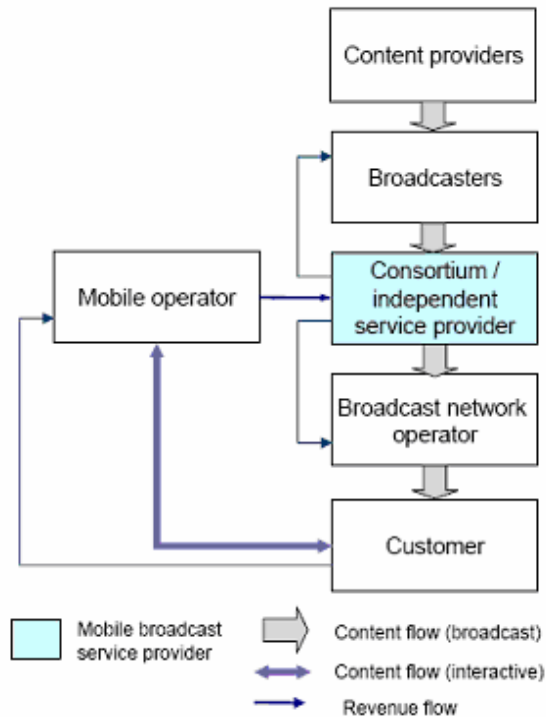 Content providers
Broadcasters
Mobile operator
Consortium /
independent
service provider
Broadcast network
operator
Customer
Mobile broadcast
service provider
Content flow (broadcast)
Content flow (interactive)
Revenue flow